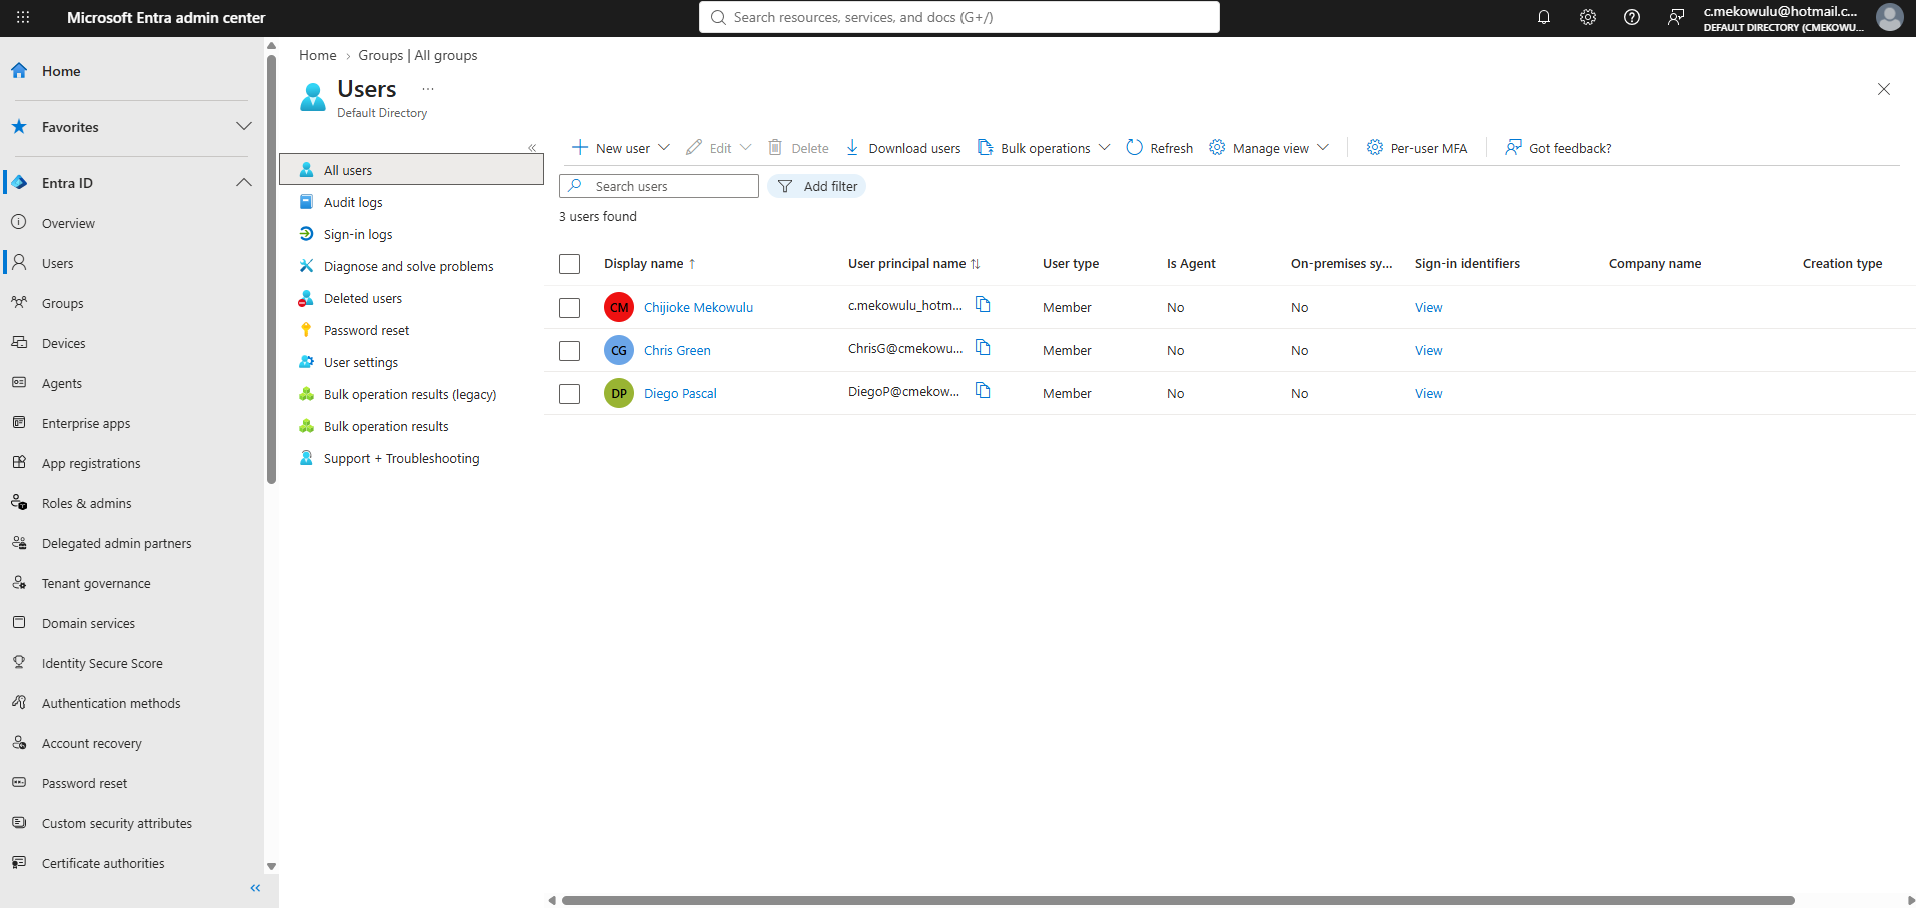 Microsoft Entra admin center
Search resources, services, and docs (G+/)
c.mekowulu@hotmail.c...
DEFAULT DIRECTORY (CMEKOWU...
Home
Favorites
Entra ID
Overview
Users
Groups
Devices
Agents
Enterprise apps
App registrations
Roles & admins
Delegated admin partners
Tenant governance
Domain services
Identity Secure Score
Authentication methods
Account recovery
Password reset
Custom security attributes
Certificate authorities
Home > Groups | All groups
Users ...
Default Directory
All users
Audit logs
Sign-in logs
Diagnose and solve problems
Deleted users
Password reset
User settings
Bulk operation results (legacy)
Bulk operation results
Support + Troubleshooting
New user Edit Delete Download users Bulk operations Refresh Manage view Per-user MFA Got feedback?
Search users Add filter
3 users found
Display name ↑ User principal name ↑↓ User type Is Agent On-premises sy... Sign-in identifiers Company name Creation type
CM Chijioke Mekowulu c.mekowulu_hotm... Member No No View
CG Chris Green ChrisG@cmekowu... Member No No View
DP Diego Pascal DiegoP@cmekow... Member No No View